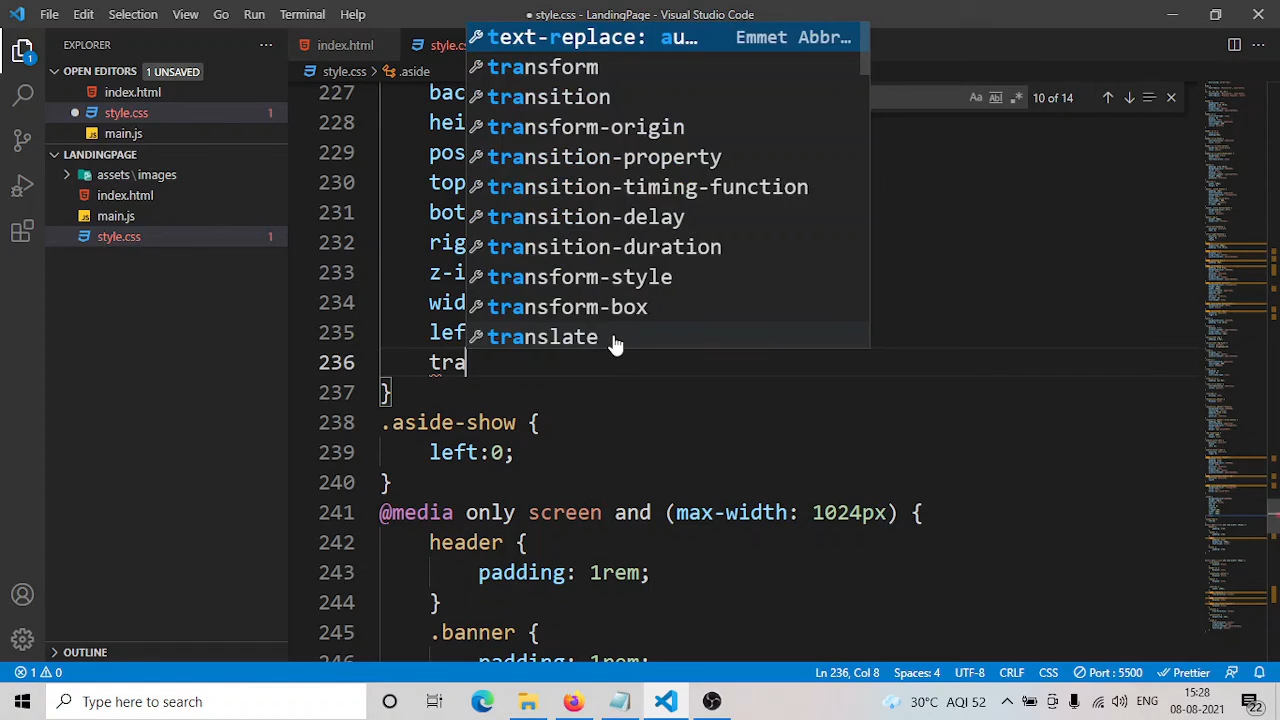 File Edit Selection View Go Run Terminal Help
● style.css - LandingPage - Visual Studio Code
EXPLORER
OPEN EDITORS 1 UNSAVED
index.html
style.css 1
main.js
LANDINGPAGE
assets\images
index.html
main.js
style.css 1
OUTLINE
1
index.html
style.cs
style.css > .aside
10 of 14
text-replace: au… Emmet Abbr…
transform
transition
transform-origin
transition-property
transition-timing-function
transition-delay
transition-duration
transform-style
transform-box
translate
227 bac
228 hei
229 pos
230 top
231 bot
232 rig
233 z-i
234 wid
235 lef
236 tra
237 }
238 .aside-show {
239 left:0;
240 }
241 @media only screen and (max-width: 1024px) {
242 header {
243 padding: 1rem;
244 }
245 .banner {
246 padding: 1rem;
1 0
Ln 236, Col 8 Spaces: 4 UTF-8 CRLF CSS Port : 5500 Prettier
Type here to search
30°C AQI 52
15:28
08-08-2021
22